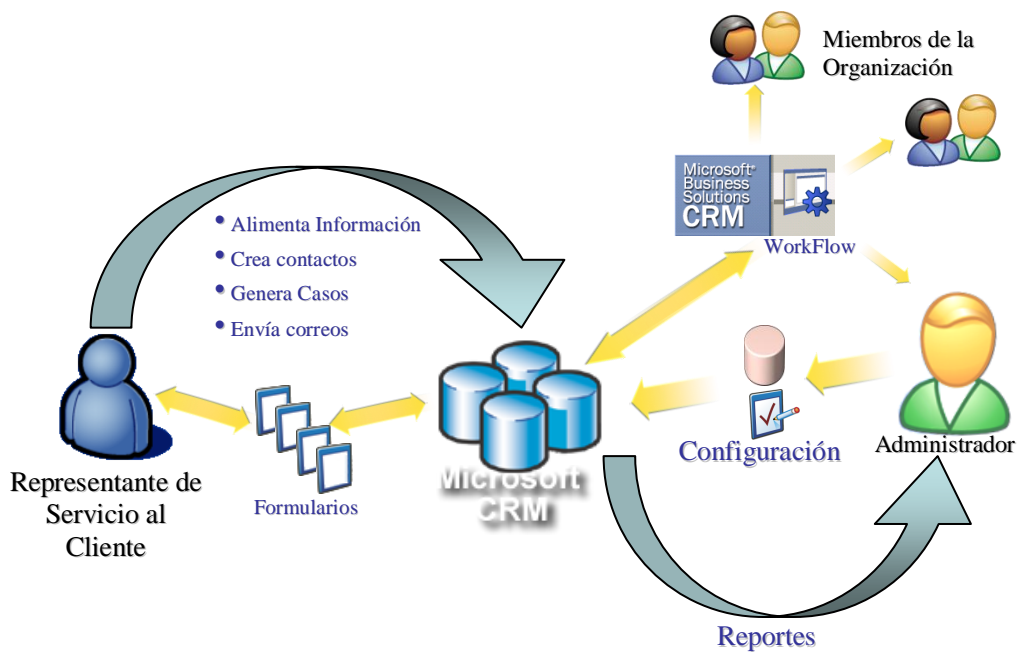 Miembros de la
Organización
Microsoft®
Business
Solutions
CRM
WorkFlow
• Alimenta Información
• Crea contactos
• Genera Casos
• Envía correos
Representante de
Servicio al
Cliente
Formularios
Microsoft
CRM
Configuración
Administrador
Reportes